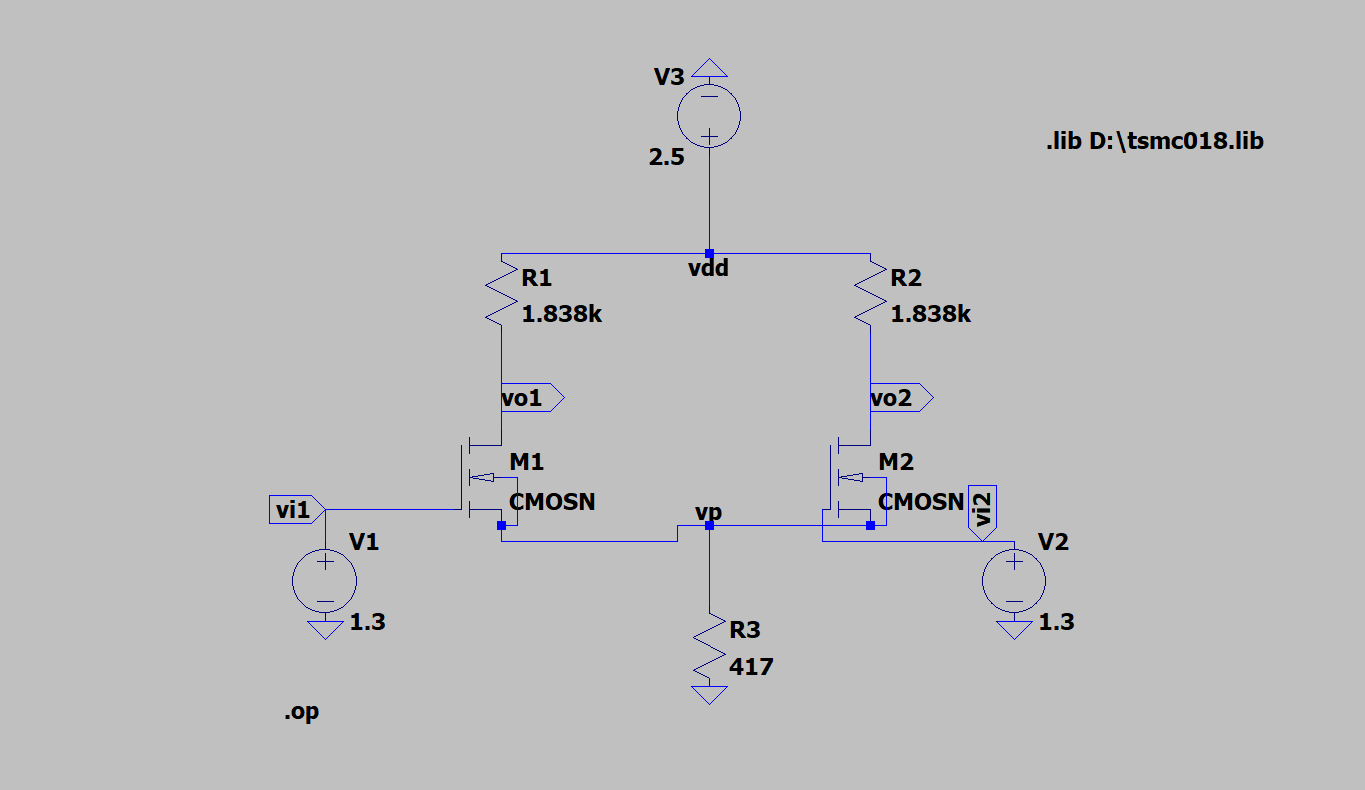 V3
2.5
.lib D:\tsmc018.lib
vdd
R1
1.838k
R2
1.838k
vo1
vo2
M1
CMOSN
M2
CMOSN
vi1
vp
vi2
V1
1.3
V2
1.3
R3
417
.op